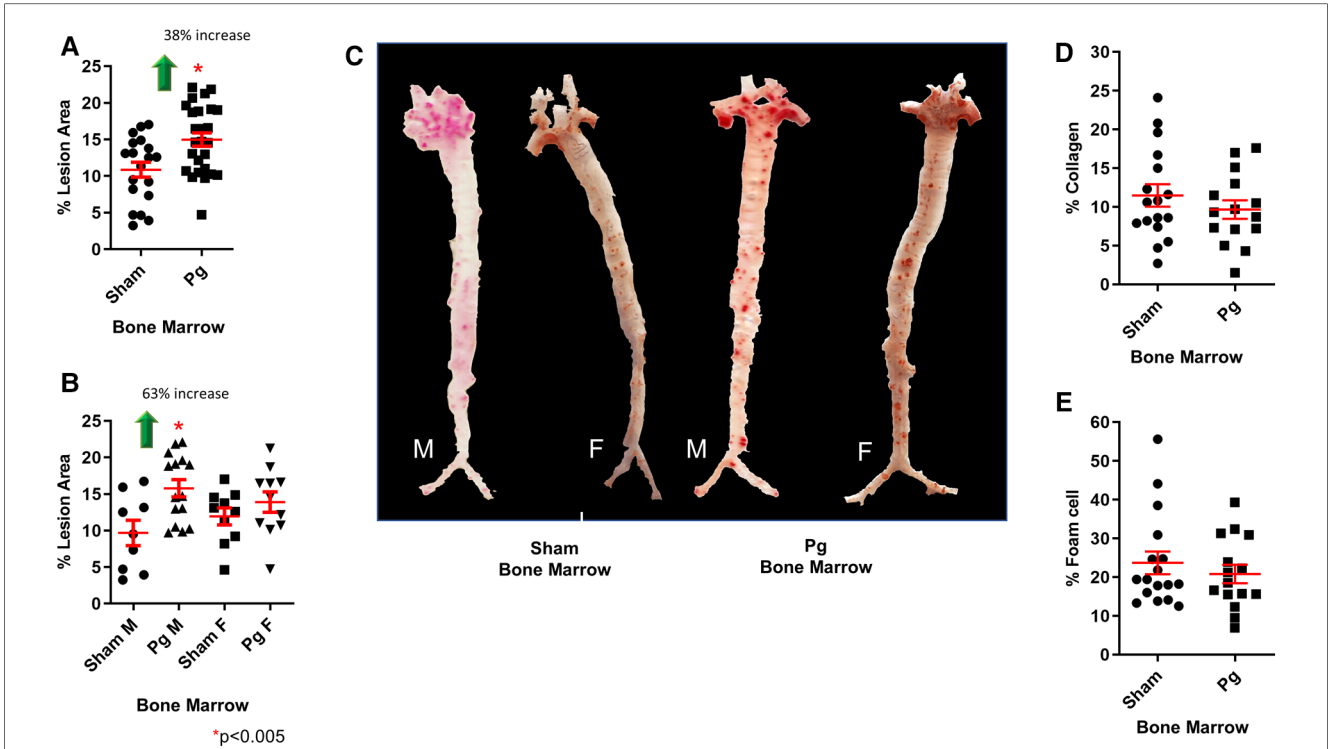 A
38% increase
*
% Lesion Area
25
20
15
10
5
0
Sham
Pg
Bone Marrow
B
63% increase
*
% Lesion Area
25
20
15
10
5
0
Sham M
Pg M
Sham F
Pg F
Bone Marrow
*p<0.005
C
M
F
M
F
Sham
Bone Marrow
Pg
Bone Marrow
D
% Collagen
30
25
20
15
10
5
0
Sham
Pg
Bone Marrow
E
% Foam cell
60
50
40
30
20
10
0
Sham
Pg
Bone Marrow